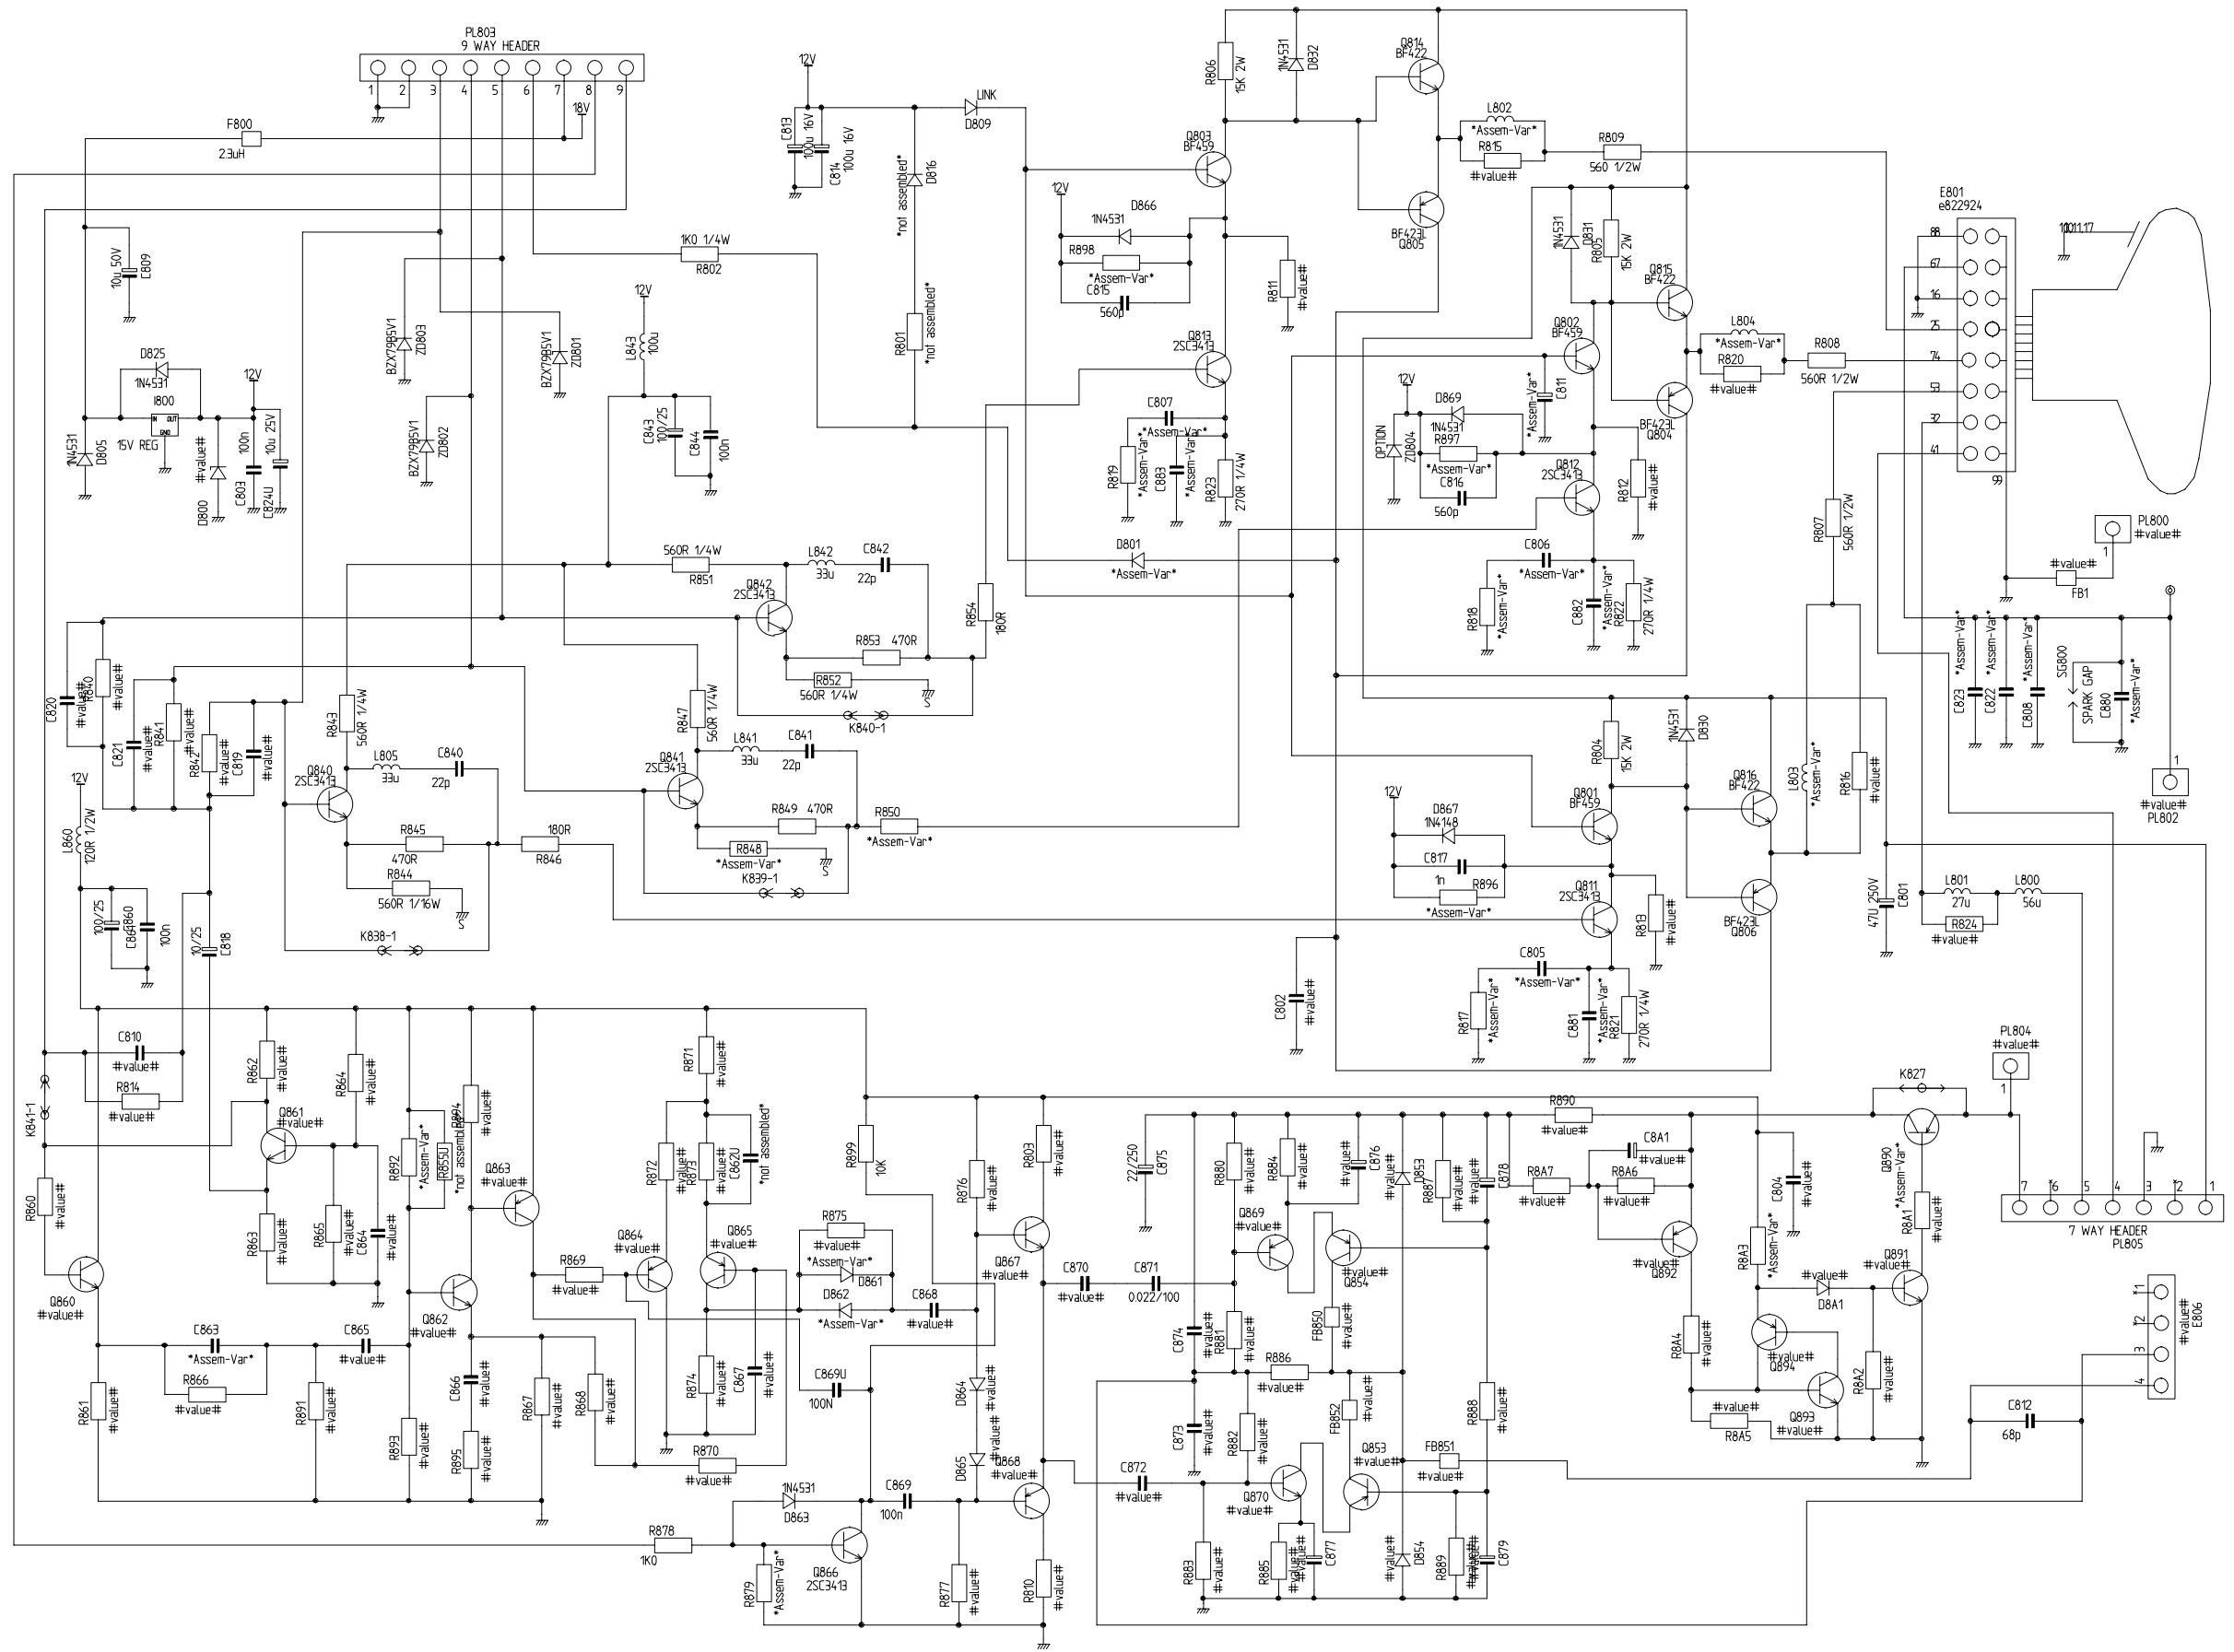 PL803
9 WAY HEADER
1 2 3 4 5 6 7 8 9
18V
F800
2.3uH
10u 50V
C809
D825
1N4531
I800
IN OUT
GND
15V REG
1N4531
D805
#value#
D800
12V
100n
C803
10u 25V
C824U
BZX79B5V1
ZD803
BZX79B5V1
ZD802
BZX79B5V1
ZD801
1K0 1/4W
R802
12V
L843
100u
C843
100/25
C844
100n
12V
C813
100u 16V
C814
100u 16V
LINK
D809
*not assembled*
D816
R801
*not assembled*
R806
15K 2W
1N4531
D832
Q814
BF422
Q803
BF459
BF423L
Q805
L802
*Assem-Var*
R815
#value#
R809
560 1/2W
12V
D866
1N4531
R898
*Assem-Var*
C815
560p
R811
#value#
Q813
2SC3413
C807
*Assem-Var*
R819
*Assem-Var*
C883
*Assem-Var*
R823
270R 1/4W
1N4531
D831
R805
15K 2W
Q815
BF422
Q802
BF459
BF423L
Q804
L804
*Assem-Var*
R820
#value#
R808
560R 1/2W
C811
*Assem-Var*
12V
OPTION
ZD804
D869
1N4531
R897
*Assem-Var*
C816
560p
Q812
2SC3413
R812
#value#
C806
*Assem-Var*
R818
*Assem-Var*
C882
*Assem-Var*
R822
270R 1/4W
D801
*Assem-Var*
E801
e822924
88
67
16
25
74
53
32
41
99
1,10,11,17
R807
560R 1/2W
PL800
#value#
1
#value#
FB1
C823
*Assem-Var*
C822
*Assem-Var*
C808
*Assem-Var*
SG800
SPARK GAP
C880
*Assem-Var*
1
#value#
PL802
560R 1/4W
R851
L842
33u
C842
22p
Q842
2SC3413
R853 470R
R852
560R 1/4W
S
K840-1
R854
180R
C820
#value#
R840
#value#
C821
#value#
R841
#value#
R842
#value#
C819
#value#
R843
560R 1/4W
L805
33u
C840
22p
Q840
2SC3413
R845
470R
R844
560R 1/16W
S
K838-1
180R
R846
R847
560R 1/4W
L841
33u
C841
22p
Q841
2SC3413
R849 470R
R848
*Assem-Var*
S
K839-1
R850
*Assem-Var*
12V
L860
120R 1/2W
100/25
C861
C860
100n
10/25
C818
R804
15K 2W
1N4531
D830
Q816
BF422
Q801
BF459
12V
D867
1N4148
C817
1n
R896
*Assem-Var*
Q811
2SC3413
R813
#value#
BF423L
Q806
L803
*Assem-Var*
R816
#value#
C805
*Assem-Var*
R817
*Assem-Var*
C881
*Assem-Var*
R821
270R 1/4W
C802
#value#
47U 250V
C801
L801
27u
L800
56u
R824
#value#
C810
#value#
R814
#value#
K841-1
R860
#value#
Q860
#value#
R862
#value#
Q861
#value#
R864
#value#
R863
#value#
R865
#value#
C864
#value#
R892
*Assem-Var*
R855U
*not assembled*
R894
#value#
Q863
#value#
Q862
#value#
C863
*Assem-Var*
R866
#value#
C865
#value#
R861
#value#
R891
#value#
R893
#value#
C866
#value#
R895
#value#
R867
#value#
R868
#value#
R869
#value#
Q864
#value#
R871
#value#
R872
#value#
R873
#value#
C862U
*not assembled*
Q865
#value#
R874
#value#
C867
#value#
R870
#value#
R875
#value#
*Assem-Var*
D861
D862
*Assem-Var*
C868
#value#
R899
10K
C869U
100N
1N4531
D863
C869
100n
R878
1K0
R879
*Assem-Var*
Q866
2SC3413
R877
#value#
R810
#value#
R876
#value#
R803
#value#
Q867
#value#
D864
#value#
D865
#value#
Q868
#value#
C870
#value#
C871
0.022/100
C872
#value#
22/250
C875
R880
#value#
R884
#value#
C876
#value#
#value#
D853
R887
#value#
C878
#value#
Q869
#value#
#value#
Q854
FB850
#value#
C874
#value#
R881
#value#
R886
#value#
C873
#value#
R882
#value#
FB852
#value#
Q853
#value#
FB851
#value#
R888
#value#
Q870
#value#
R883
#value#
R885
#value#
C877
#value#
D854
#value#
R889
#value#
C879
#value#
R890
#value#
C8A1
#value#
R8A7
#value#
R8A6
#value#
#value#
Q892
R8A3
*Assem-Var*
C804
#value#
R8A4
#value#
#value#
Q894
#value#
R8A5
Q893
#value#
#value#
D8A1
R8A2
#value#
Q891
#value#
R8A1
#value#
Q890
*Assem-Var*
K827
PL804
#value#
1
7 6 5 4 3 2 1
7 WAY HEADER
PL805
1
2
3
4
#value#
E806
C812
68p